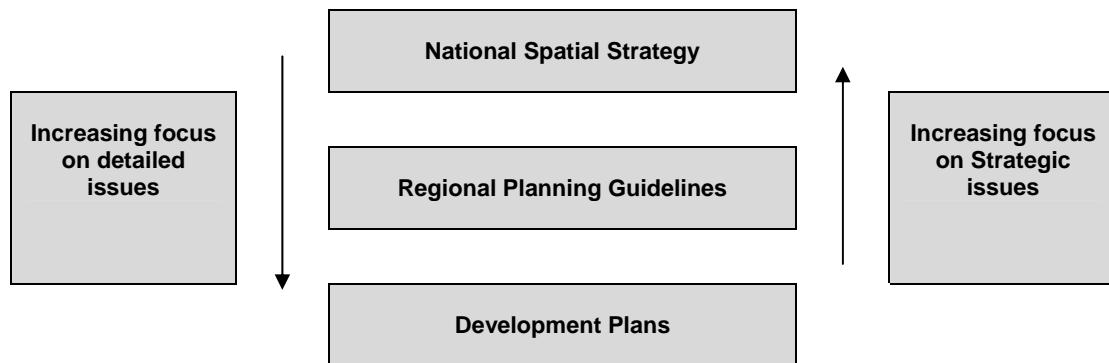 National Spatial Strategy
Increasing focus
on detailed
issues
Regional Planning Guidelines
Increasing focus
on Strategic
issues
Development Plans